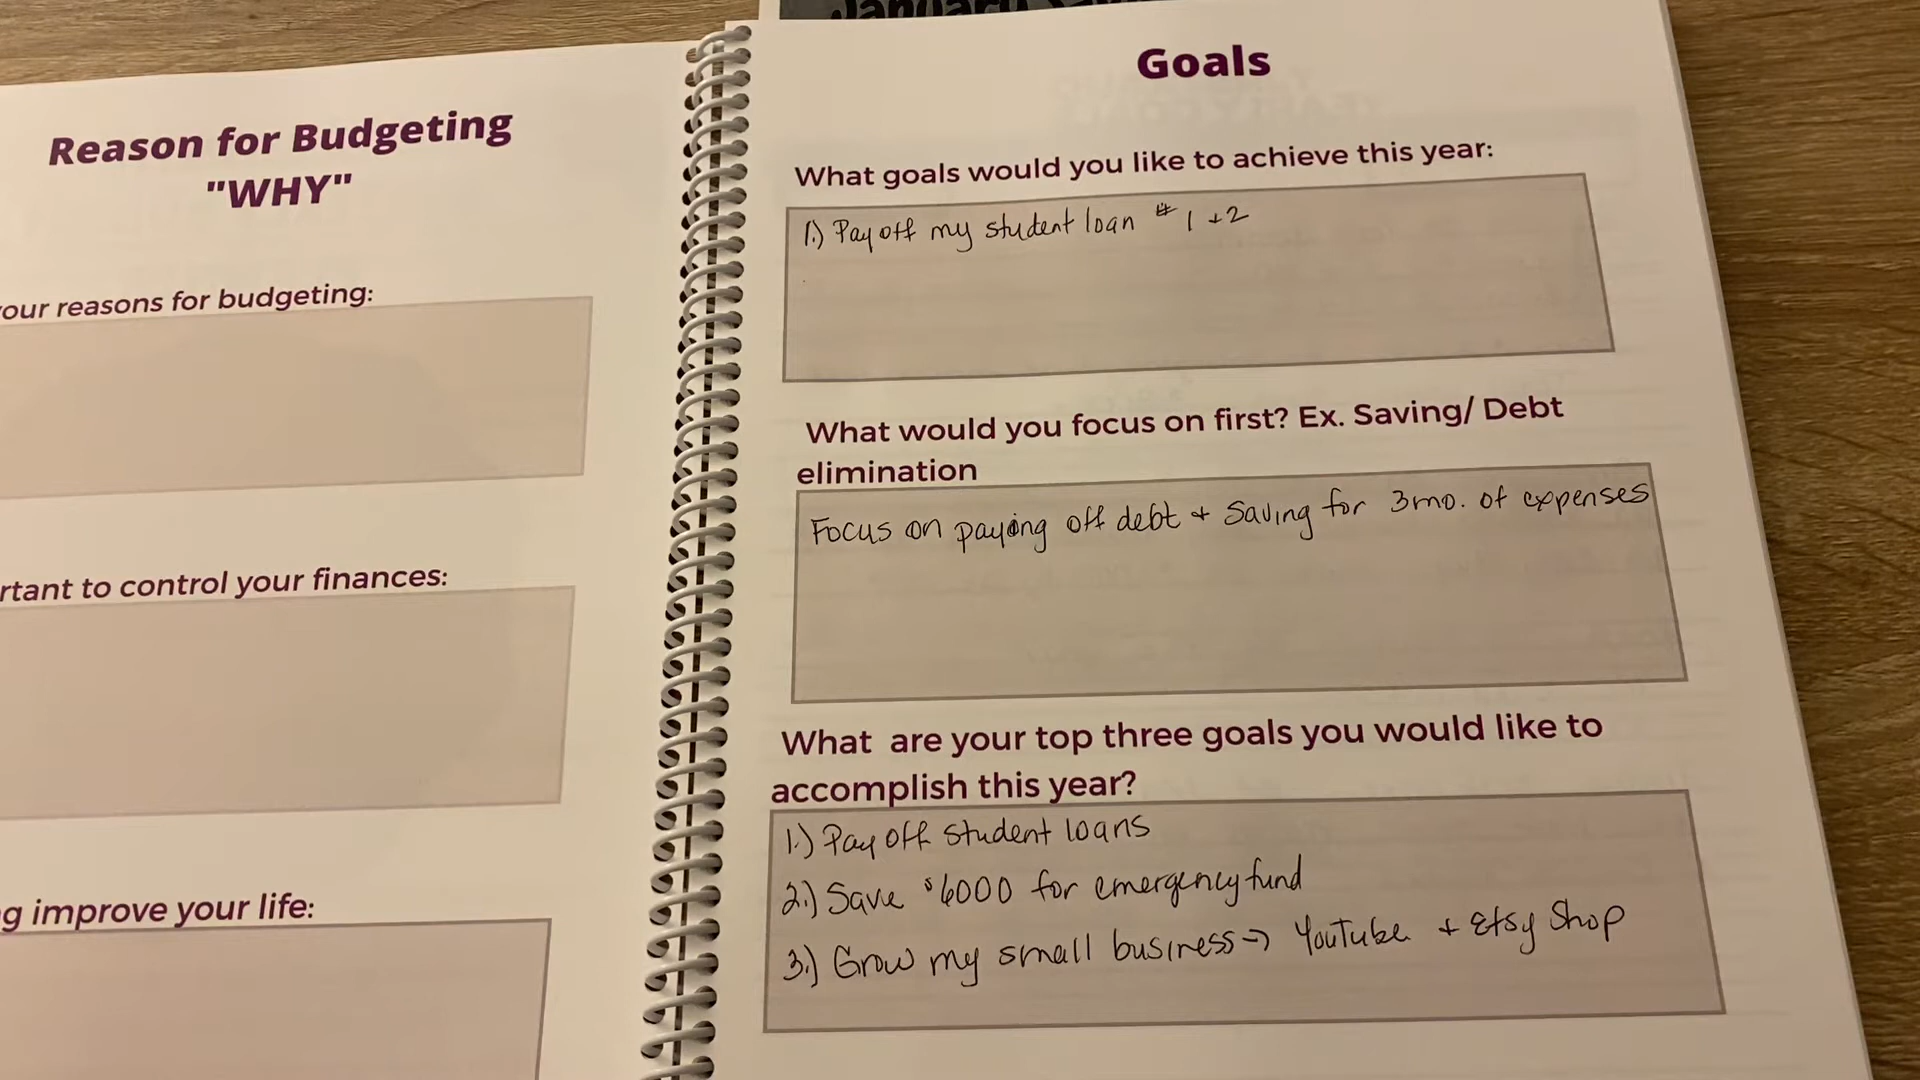 January
Reason for Budgeting
"WHY"
our reasons for budgeting:
rtant to control your finances:
g improve your life:
Goals
What goals would you like to achieve this year:
1.) Pay off my student loan # 1 + 2
What would you focus on first? Ex. Saving/ Debt
elimination
Focus on paying off debt + Saving for 3mo. of expenses
What are your top three goals you would like to
accomplish this year?
1.) Pay off student loans
2.) Save $6000 for emergency fund
3.) Grow my small business → YouTube + Etsy Shop